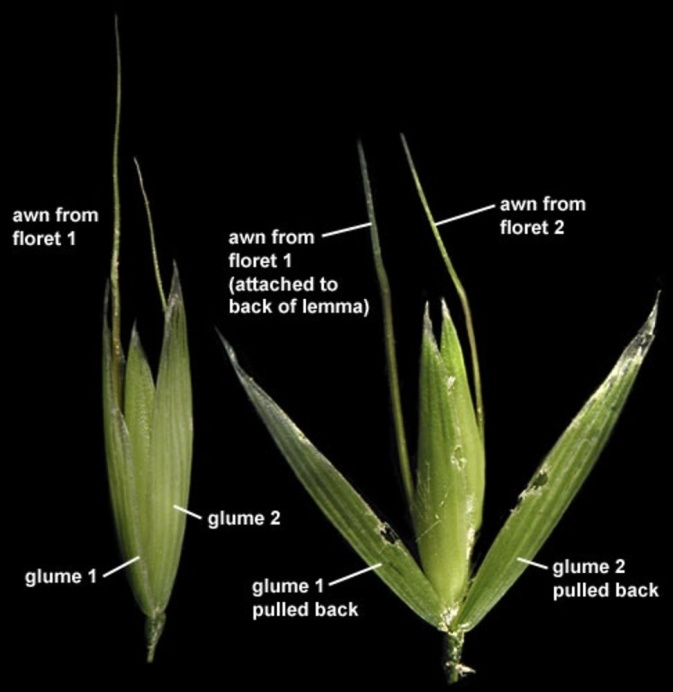 awn from
floret 1
glume 2
glume 1
awn from
floret 1
(attached to
back of lemma)
awn from
floret 2
glume 1
pulled back
glume 2
pulled back